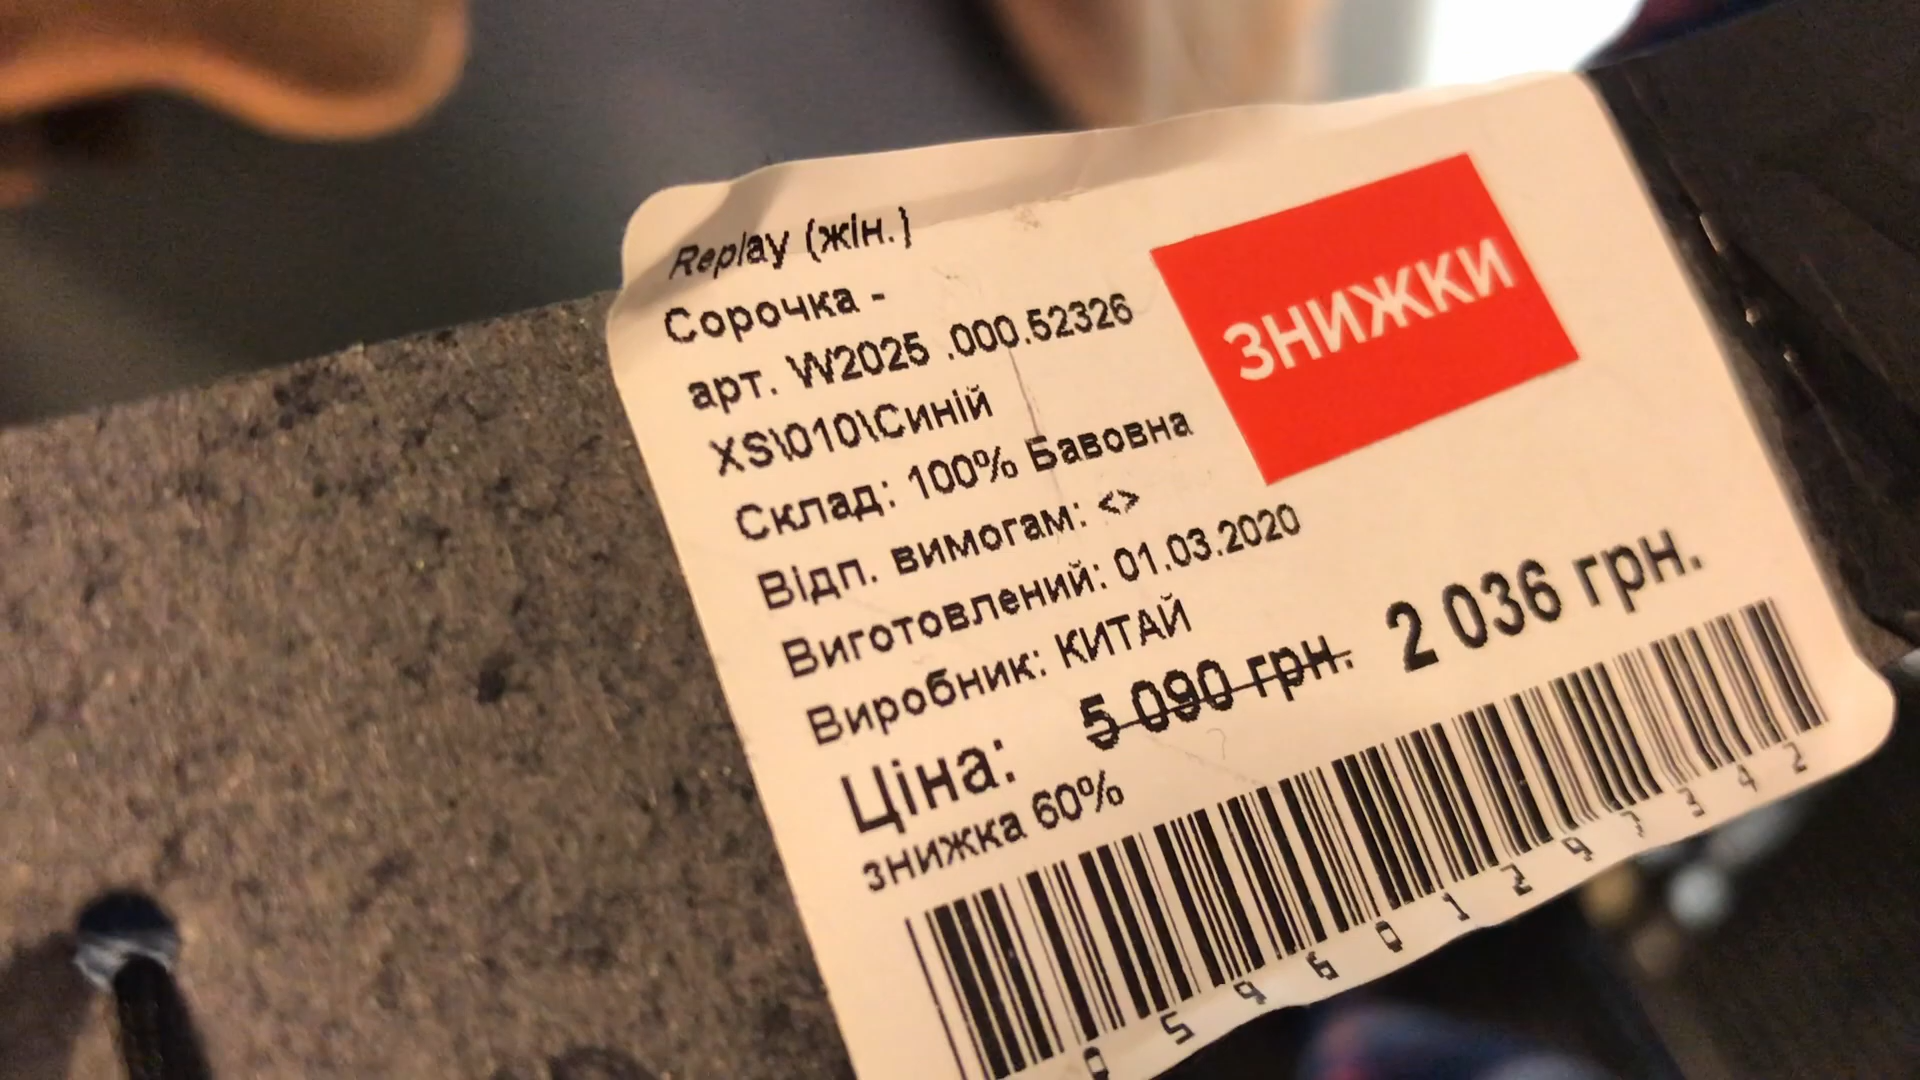 Replay (жін.)
Сорочка -
арт. W2025 .000.52326
XS\010\Синій
Склад: 100% Бавовна
Відп. вимогам: <>
Виготовлений: 01.03.2020
Виробник: КИТАЙ
Ціна: 5 090 грн. 2 036 грн.
знижка 60%
ЗНИЖКИ